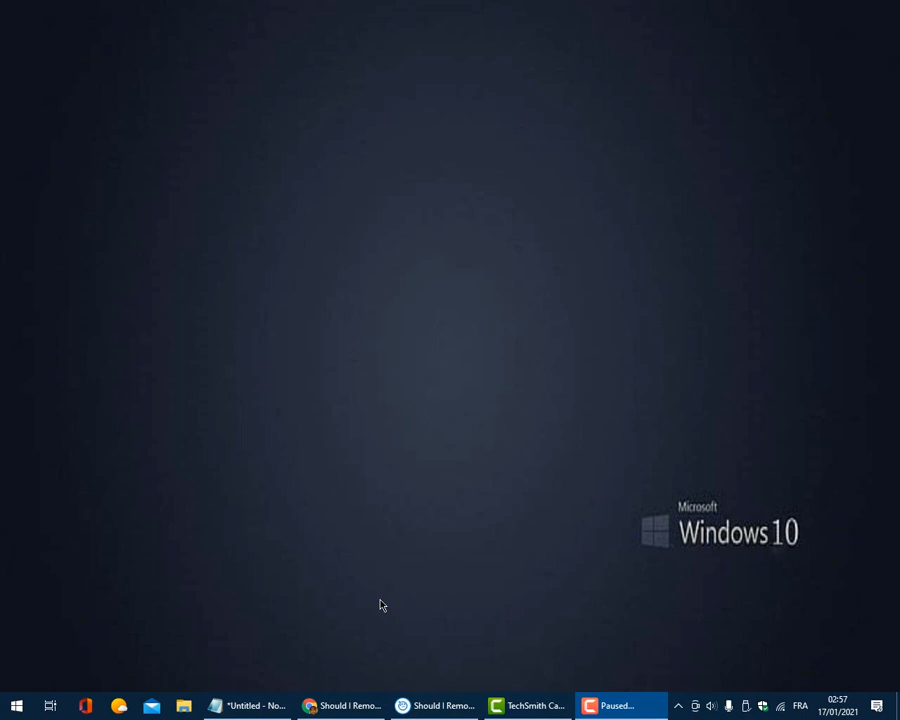 Microsoft
Windows 10
*Untitled - No...
Should I Remo...
Should I Remo...
TechSmith Ca...
Paused...
FRA
02:57
17/01/2021